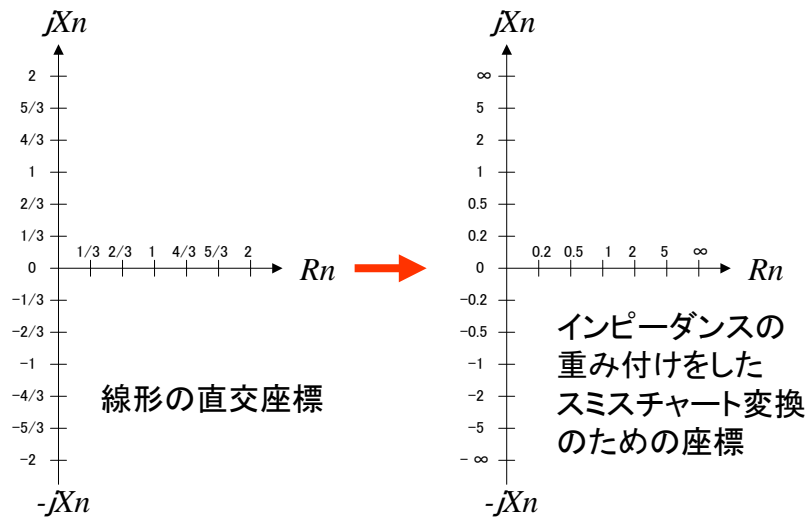 jXn
2
5/3
4/3
1
2/3
1/3
0
-1/3
-2/3
-1
-4/3
-5/3
-2
-jXn
1/3 2/3 1 4/3 5/3 2
Rn
線形の直交座標
jXn
∞
5
2
1
0.5
0.2
0
-0.2
-0.5
-1
-2
-5
- ∞
-jXn
0.2 0.5 1 2 5 ∞
Rn
インピーダンスの
重み付けをした
スミスチャート変換
のための座標